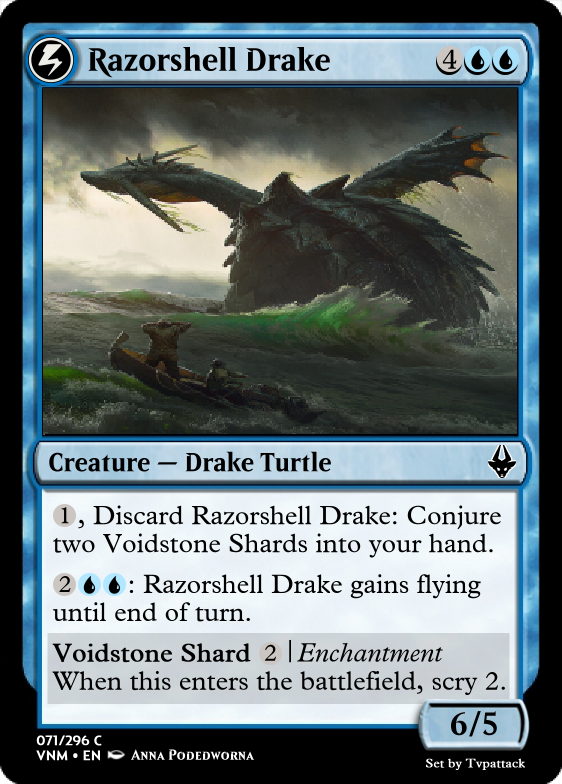 Razorshell Drake 4
Creature — Drake Turtle
1, Discard Razorshell Drake: Conjure
two Voidstone Shards into your hand.
2: Razorshell Drake gains flying
until end of turn.
Voidstone Shard 2 | Enchantment
When this enters the battlefield, scry 2.
6/5
071/296 C
VNM • EN Anna Podedworna
Set by Tvpattack